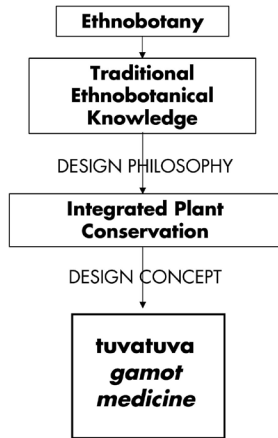 Ethnobotany
Traditional
Ethnobotanical
Knowledge
DESIGN PHILOSOPHY
Integrated Plant
Conservation
DESIGN CONCEPT
tuvatuva
gamot
medicine